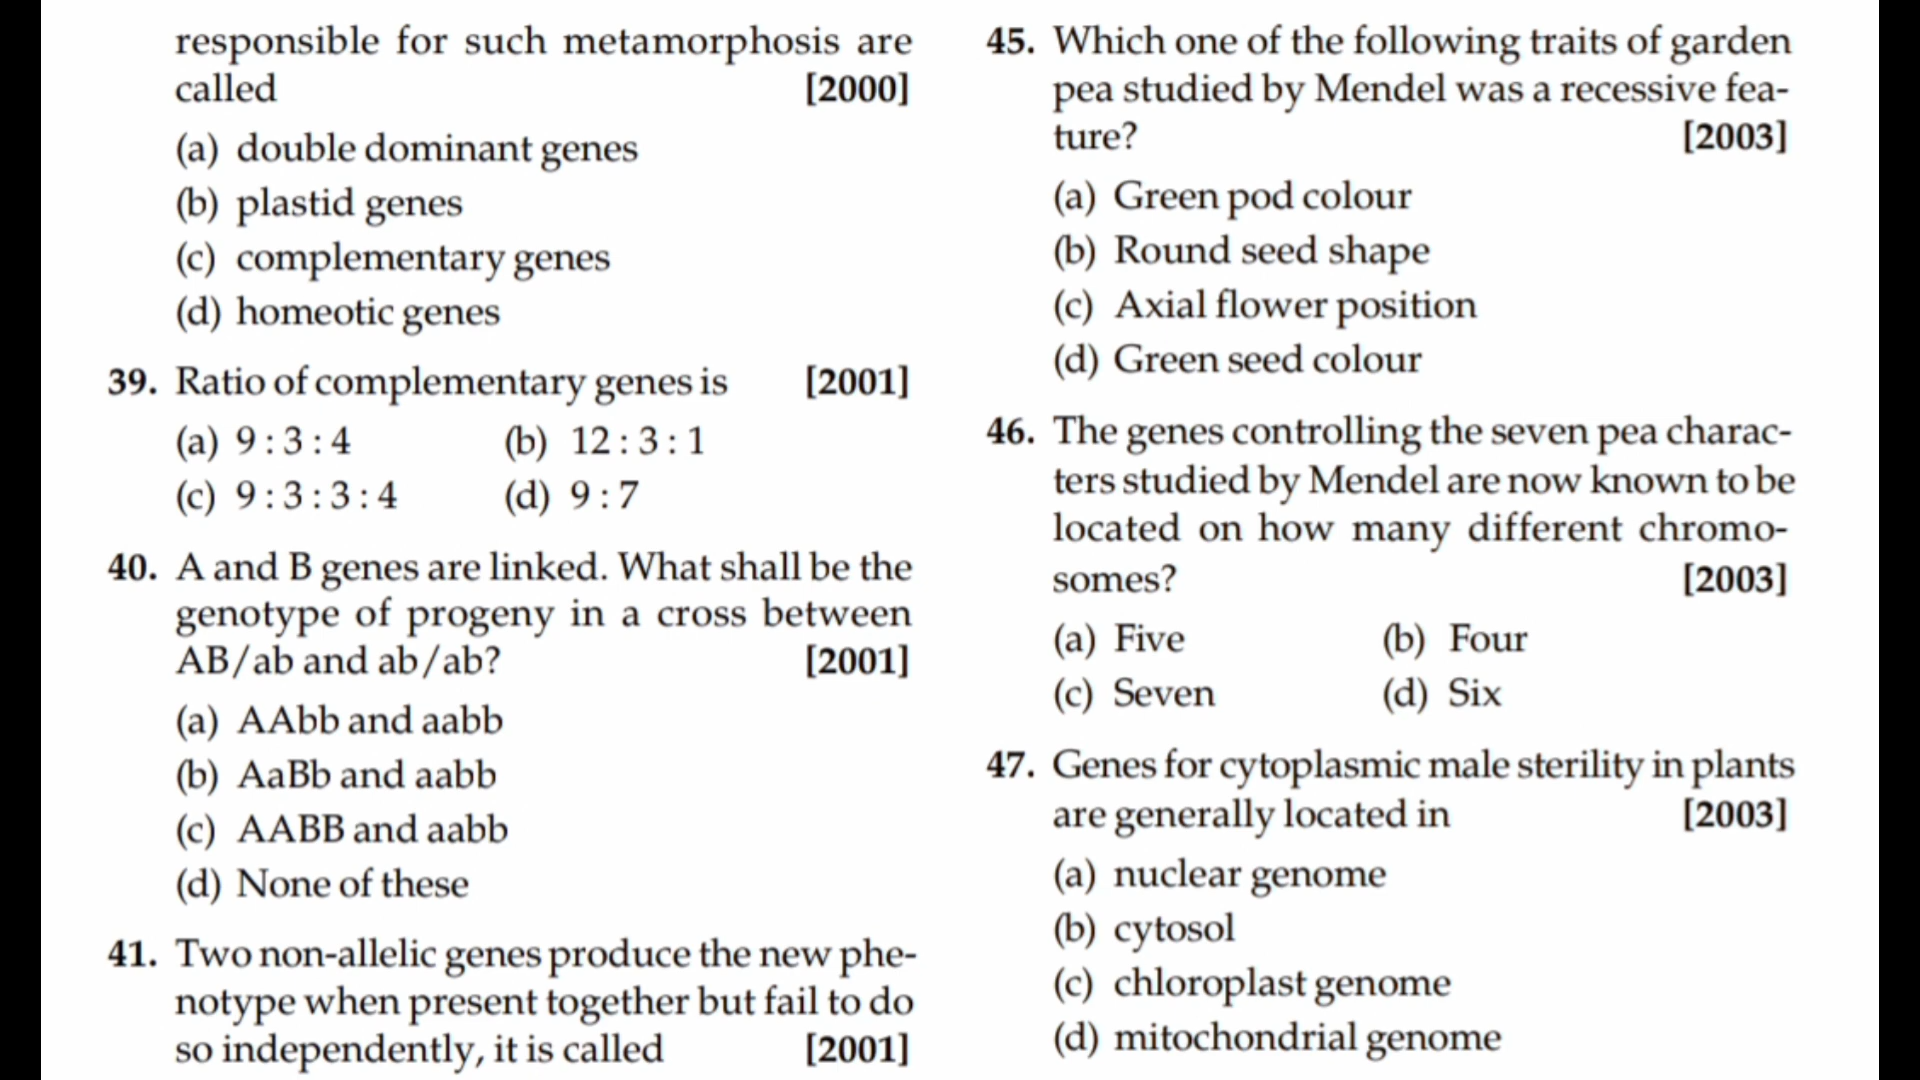 responsible for such metamorphosis are
called [2000]
(a) double dominant genes
(b) plastid genes
(c) complementary genes
(d) homeotic genes
39. Ratio of complementary genes is [2001]
(a) 9 : 3 : 4 (b) 12 : 3 : 1
(c) 9 : 3 : 3 : 4 (d) 9 : 7
40. A and B genes are linked. What shall be the
genotype of progeny in a cross between
AB/ab and ab/ab? [2001]
(a) AAbb and aabb
(b) AaBb and aabb
(c) AABB and aabb
(d) None of these
41. Two non-allelic genes produce the new phe-
notype when present together but fail to do
so independently, it is called [2001]
45. Which one of the following traits of garden
pea studied by Mendel was a recessive fea-
ture? [2003]
(a) Green pod colour
(b) Round seed shape
(c) Axial flower position
(d) Green seed colour
46. The genes controlling the seven pea charac-
ters studied by Mendel are now known to be
located on how many different chromo-
somes? [2003]
(a) Five (b) Four
(c) Seven (d) Six
47. Genes for cytoplasmic male sterility in plants
are generally located in [2003]
(a) nuclear genome
(b) cytosol
(c) chloroplast genome
(d) mitochondrial genome